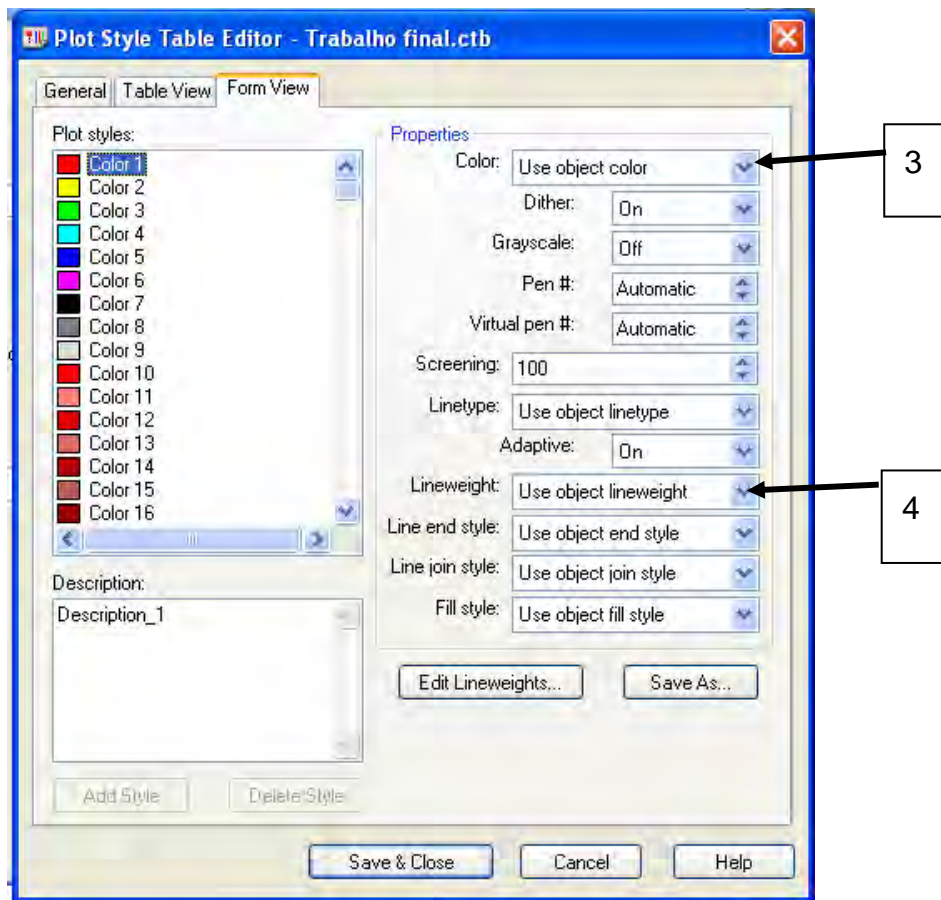 Plot Style Table Editor - Trabalho final.ctb
General Table View Form View
Plot styles:
Color 1
Color 2
Color 3
Color 4
Color 5
Color 6
Color 7
Color 8
Color 9
Color 10
Color 11
Color 12
Color 13
Color 14
Color 15
Color 16
Description:
Description_1
Add Style Delete Style
Properties
Color: Use object color
Dither: On
Grayscale: Off
Pen #: Automatic
Virtual pen #: Automatic
Screening: 100
Linetype: Use object linetype
Adaptive: On
Lineweight: Use object lineweight
Line end style: Use object end style
Line join style: Use object join style
Fill style: Use object fill style
Edit Lineweights... Save As...
Save & Close Cancel Help
3
4